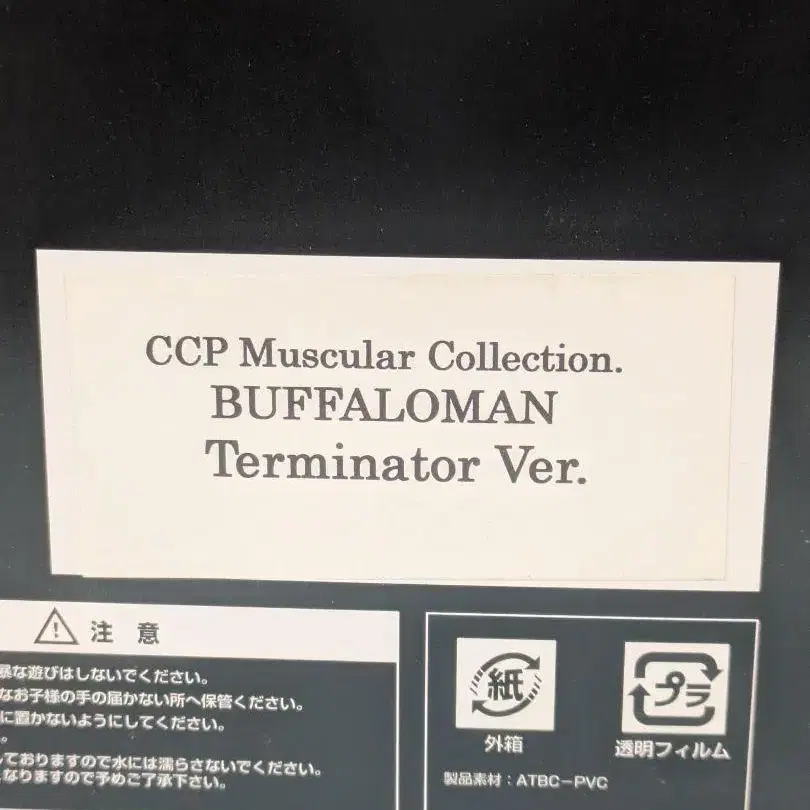 CCP Muscular Collection.
BUFFALOMAN
Terminator Ver.
注 意
暴な遊びはしないでください。
なお子様の手の届かない所へ保管ください。
に置かないようにしてください。
。
ておりますので水には濡らさないでください。
なりますので予めご了承下さい。
紙
外箱
プラ
透明フィルム
製品素材：ATBC−PVC